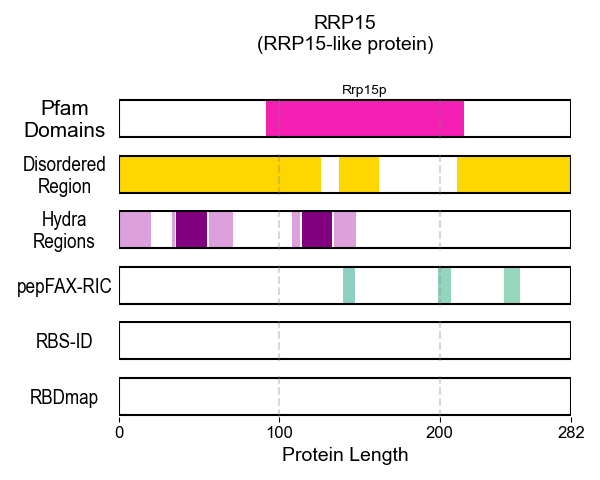 RRP15
(RRP15-like protein)
Rrp15p
Pfam
Domains
Disordered
Region
Hydra
Regions
pepFAX-RIC
RBS-ID
RBDmap
0
100
200
282
Protein Length